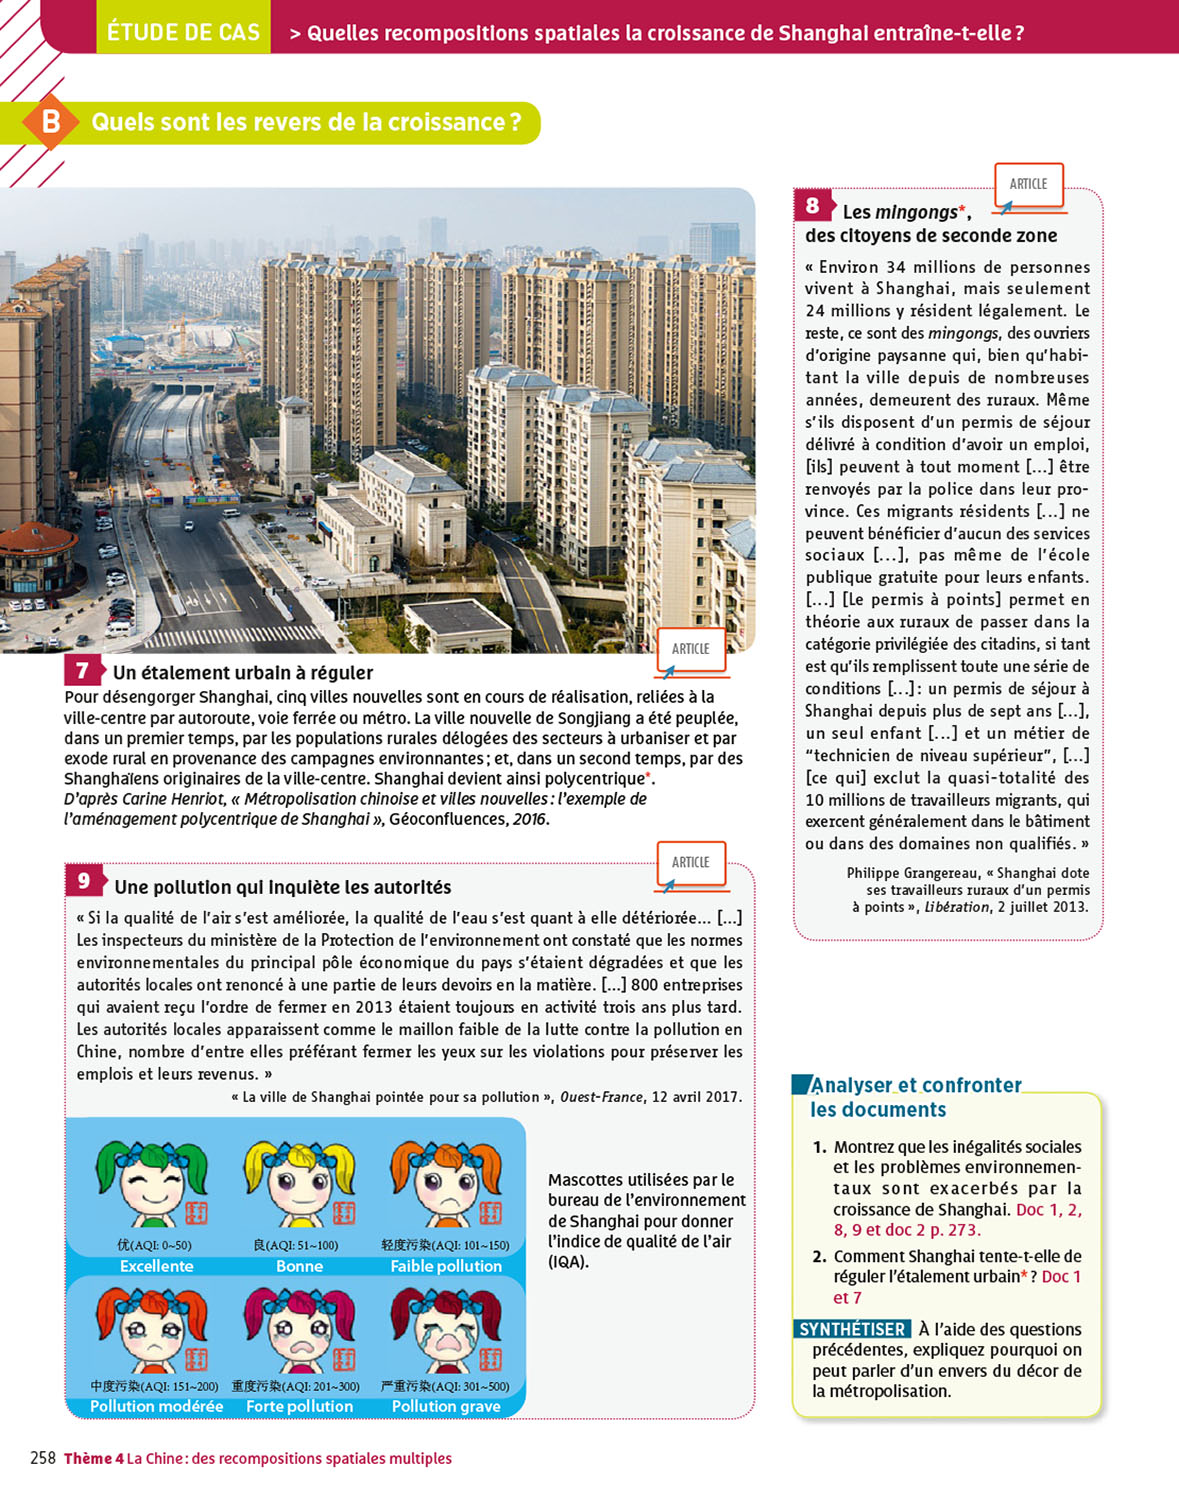 ÉTUDE DE CAS
> Quelles recompositions spatiales la croissance de Shanghai entraîne-t-elle ?
B
Quels sont les revers de la croissance ?
ARTICLE
7 Un étalement urbain à réguler
Pour désengorger Shanghai, cinq villes nouvelles sont en cours de réalisation, reliées à la
ville-centre par autoroute, voie ferrée ou métro. La ville nouvelle de Songjiang a été peuplée,
dans un premier temps, par les populations rurales délogées des secteurs à urbaniser et par
exode rural en provenance des campagnes environnantes ; et, dans un second temps, par des
Shanghaïens originaires de la ville-centre. Shanghai devient ainsi polycentrique*.
D'après Carine Henriot, « Métropolisation chinoise et villes nouvelles : l'exemple de
l'aménagement polycentrique de Shanghai », Géoconfluences, 2016.
ARTICLE
8 Les mingongs*,
des citoyens de seconde zone
« Environ 34 millions de personnes
vivent à Shanghai, mais seulement
24 millions y résident légalement. Le
reste, ce sont des mingongs, des ouvriers
d'origine paysanne qui, bien qu'habi-
tant la ville depuis de nombreuses
années, demeurent des ruraux. Même
s'ils disposent d'un permis de séjour
délivré à condition d'avoir un emploi,
[ils] peuvent à tout moment [...] être
renvoyés par la police dans leur pro-
vince. Ces migrants résidents [...] ne
peuvent bénéficier d'aucun des services
sociaux [...], pas même de l'école
publique gratuite pour leurs enfants.
[...] [Le permis à points] permet en
théorie aux ruraux de passer dans la
catégorie privilégiée des citadins, si tant
est qu'ils remplissent toute une série de
conditions [...] : un permis de séjour à
Shanghai depuis plus de sept ans [...],
un seul enfant [...] et un métier de
“technicien de niveau supérieur”, [...]
[ce qui] exclut la quasi-totalité des
10 millions de travailleurs migrants, qui
exercent généralement dans le bâtiment
ou dans des domaines non qualifiés. »
Philippe Grangereau, « Shanghai dote
ses travailleurs ruraux d'un permis
à points », Libération, 2 juillet 2013.
ARTICLE
9 Une pollution qui inquiète les autorités
« Si la qualité de l'air s'est améliorée, la qualité de l'eau s'est quant à elle détériorée... [...]
Les inspecteurs du ministère de la Protection de l'environnement ont constaté que les normes
environnementales du principal pôle économique du pays s'étaient dégradées et que les
autorités locales ont renoncé à une partie de leurs devoirs en la matière. [...] 800 entreprises
qui avaient reçu l'ordre de fermer en 2013 étaient toujours en activité trois ans plus tard.
Les autorités locales apparaissent comme le maillon faible de la lutte contre la pollution en
Chine, nombre d'entre elles préférant fermer les yeux sur les violations pour préserver les
emplois et leurs revenus. »
« La ville de Shanghai pointée pour sa pollution », Ouest-France, 12 avril 2017.
优(AQI: 0~50) 良(AQI: 51~100) 轻度污染(AQI: 101~150)
Excellente Bonne Faible pollution
中度污染(AQI: 151~200) 重度污染(AQI: 201~300) 严重污染(AQI: 301~500)
Pollution modérée Forte pollution Pollution grave
Mascottes utilisées par le
bureau de l'environnement
de Shanghai pour donner
l'indice de qualité de l'air
(IQA).
Analyser et confronter
les documents
1. Montrez que les inégalités sociales
et les problèmes environnemen-
taux sont exacerbés par la
croissance de Shanghai. Doc 1, 2,
8, 9 et doc 2 p. 273.
2. Comment Shanghai tente-t-elle de
réguler l'étalement urbain* ? Doc 1
et 7
SYNTHÉTISER À l'aide des questions
précédentes, expliquez pourquoi on
peut parler d'un envers du décor de
la métropolisation.
258 Thème 4 La Chine : des recompositions spatiales multiples